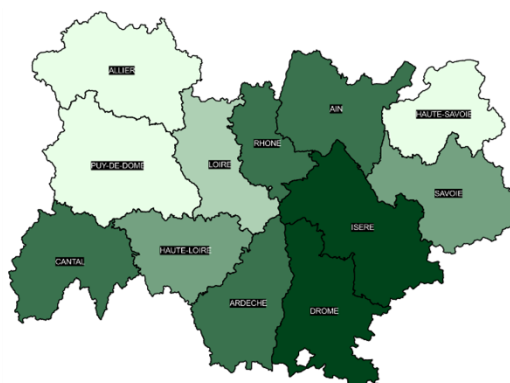 ALLIER
AIN
HAUTE-SAVOIE
RHONE
PUY-DE-DOME
LOIRE
SAVOIE
ISERE
HAUTE-LOIRE
CANTAL
ARDECHE
DROME